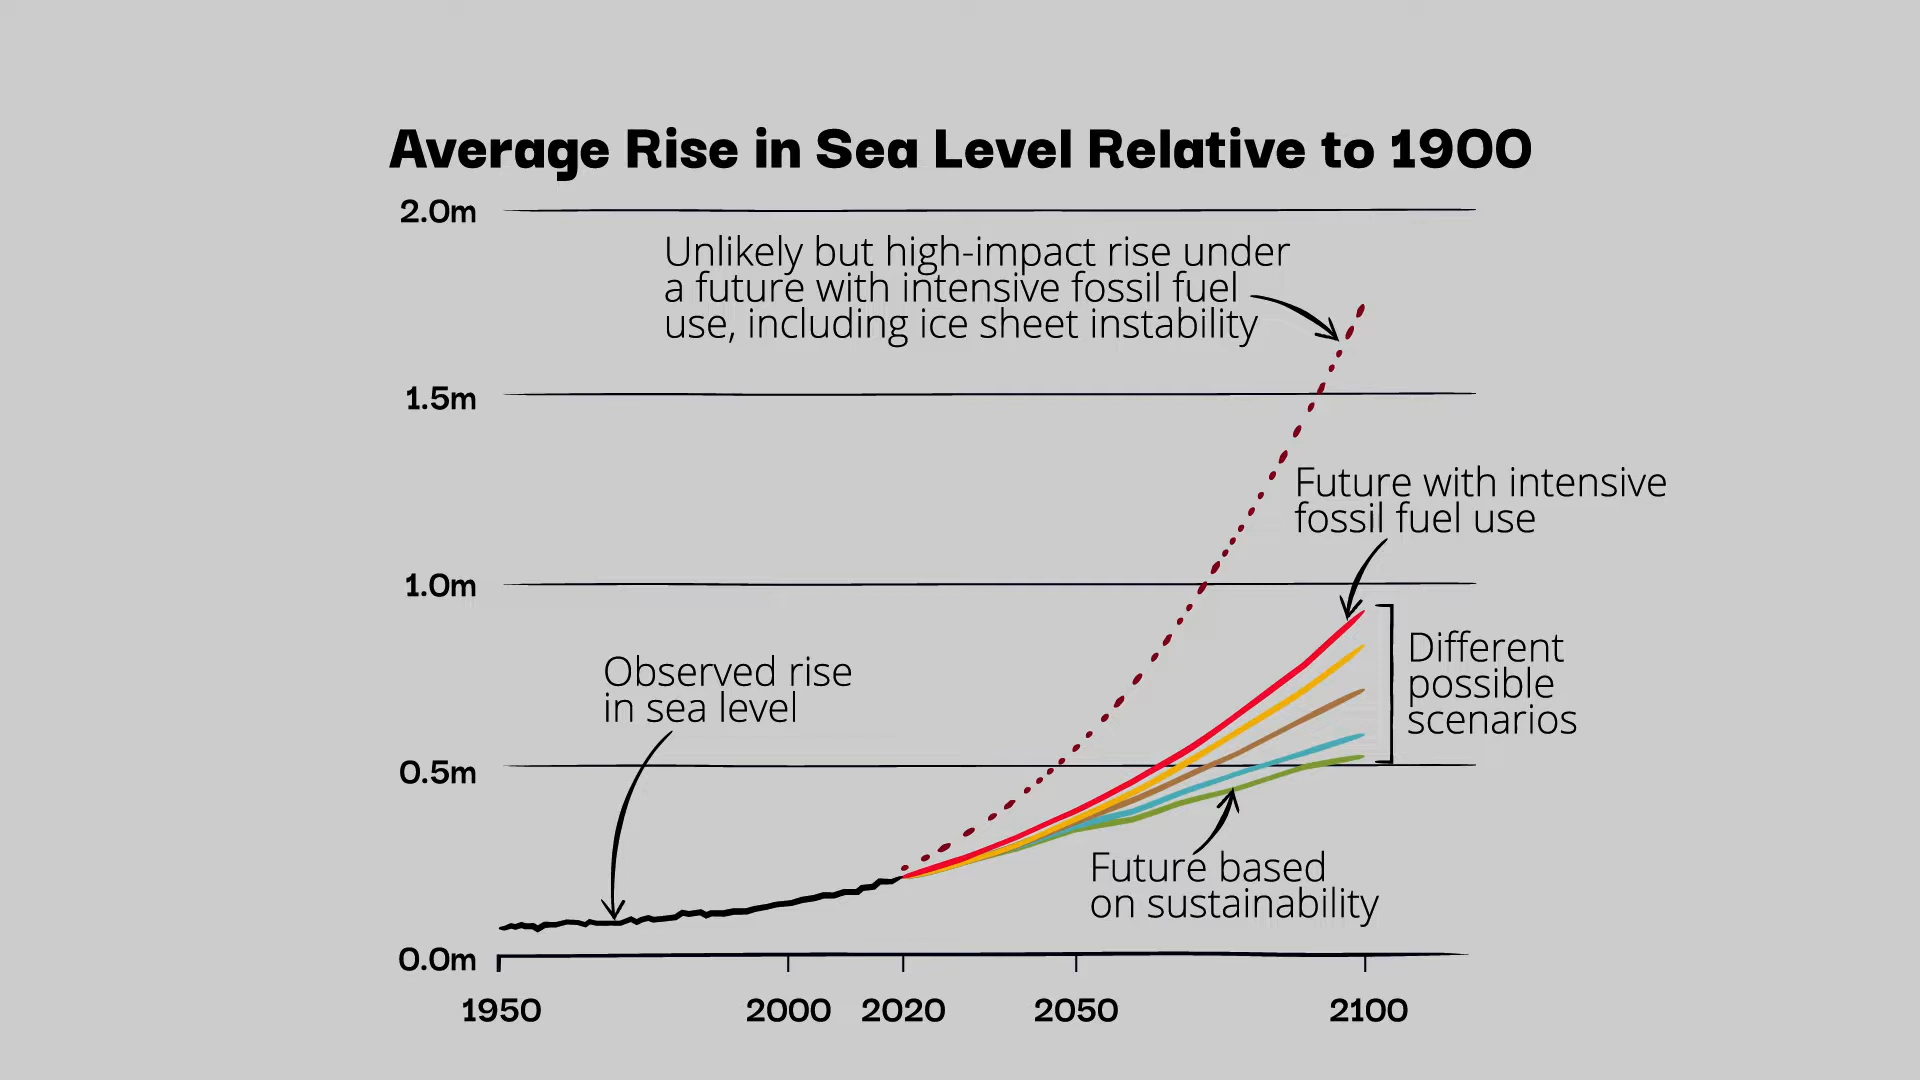 Average Rise in Sea Level Relative to 1900
2.0m
Unlikely but high-impact rise under
a future with intensive fossil fuel
use, including ice sheet instability
1.5m
Future with intensive
fossil fuel use
1.0m
Different
possible
scenarios
Observed rise
in sea level
0.5m
Future based
on sustainability
0.0m
1950
2000
2020
2050
2100